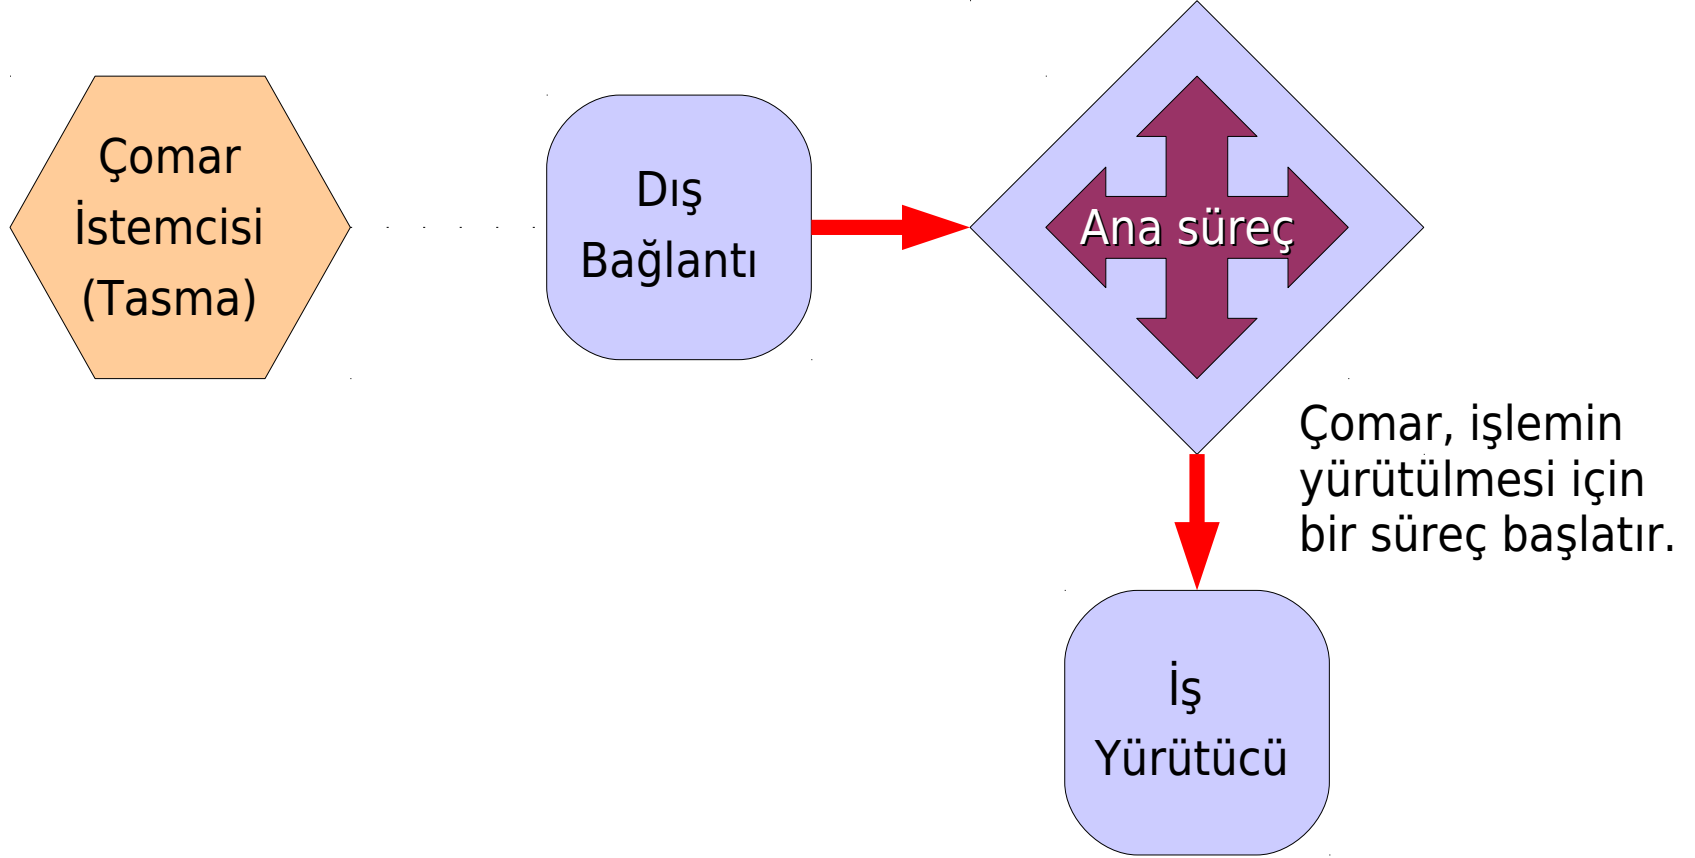 Çomar
İstemcisi
(Tasma)
Dış
Bağlantı
Ana süreç
Çomar, işlemin
yürütülmesi için
bir süreç başlatır.
İş
Yürütücü